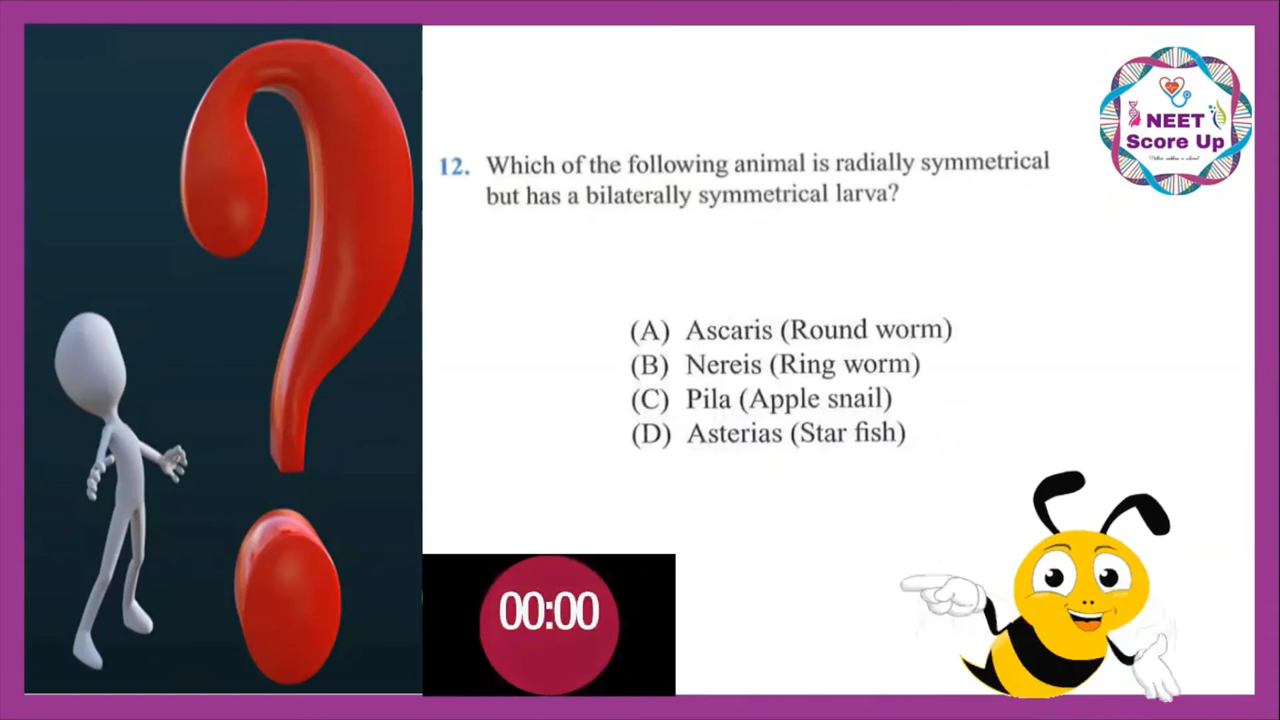 12. Which of the following animal is radially symmetrical
but has a bilaterally symmetrical larva?
(A) Ascaris (Round worm)
(B) Nereis (Ring worm)
(C) Pila (Apple snail)
(D) Asterias (Star fish)
00:00
NEET
Score Up